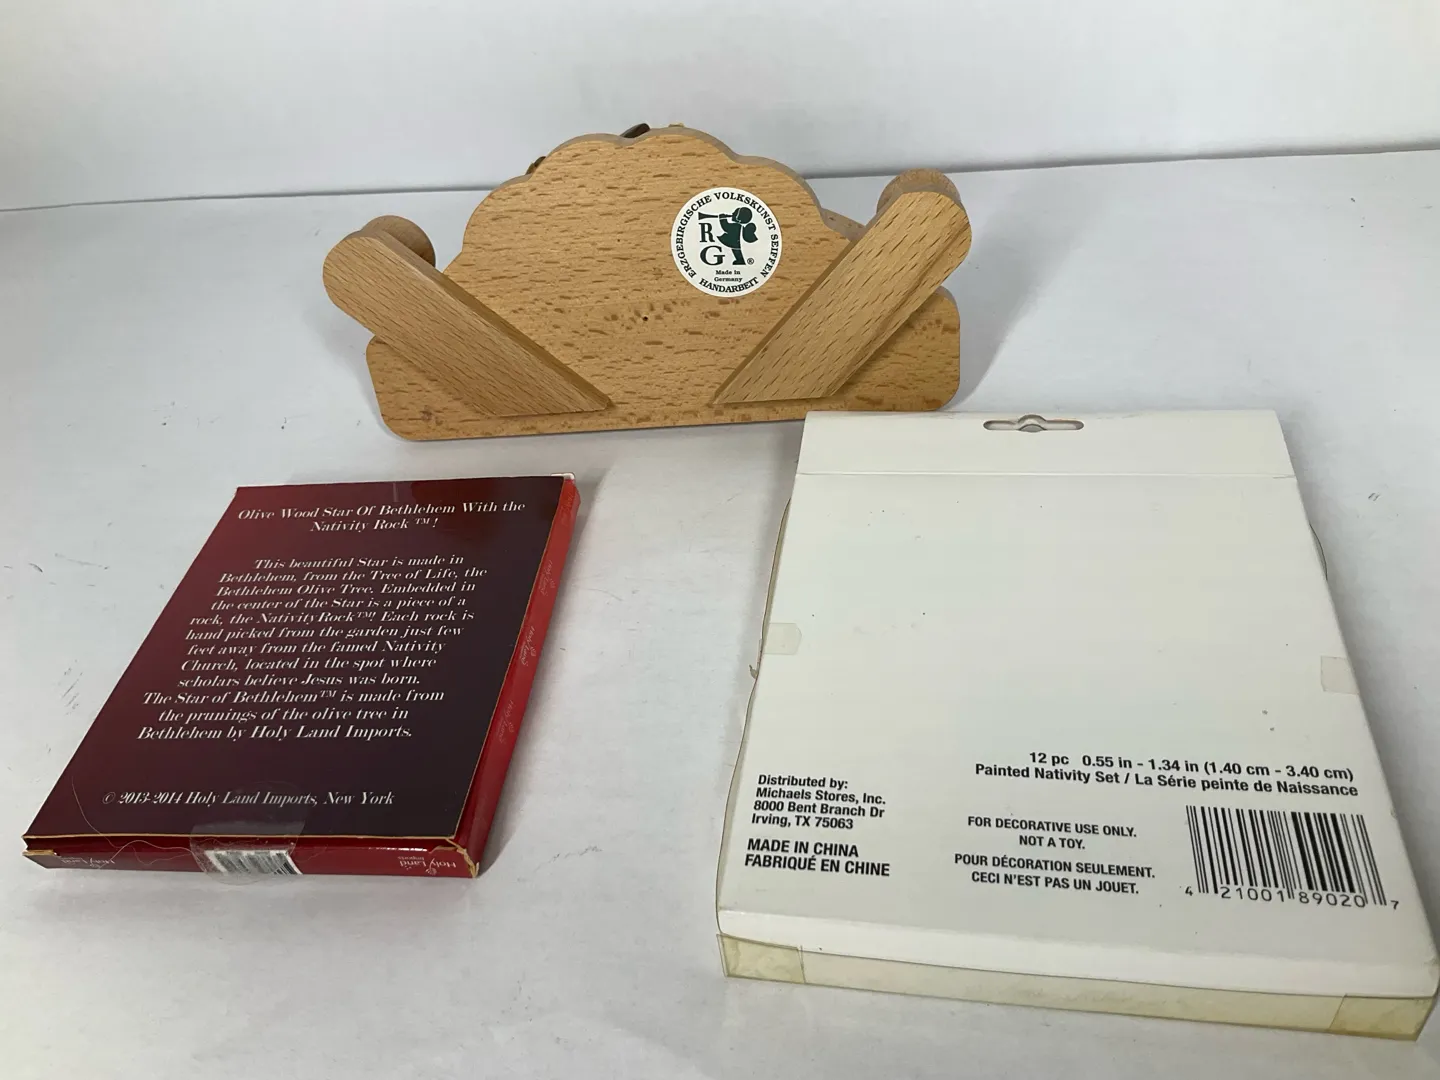 ERZGEBIRGISCHE VOLKSKUNST SEIFFEN
RG®
Made in
Germany
HANDARBEIT
Olive Wood Star Of Bethlehem With the
Nativity Rock ™!
This beautiful Star is made in
Bethlehem, from the Tree of Life, the
Bethlehem Olive Tree. Embedded in
the center of the Star is a piece of a
rock, the NativityRock™! Each rock is
hand picked from the garden just few
feet away from the famed Nativity
Church, located in the spot where
scholars believe Jesus was born.
The Star of Bethlehem™ is made from
the prunings of the olive tree in
Bethlehem by Holy Land Imports.
© 2013-2014 Holy Land Imports, New York
Holy Land
Imports
12 pc 0.55 in - 1.34 in (1.40 cm - 3.40 cm)
Painted Nativity Set / La Série peinte de Naissance
Distributed by:
Michaels Stores, Inc.
8000 Bent Branch Dr
Irving, TX 75063
MADE IN CHINA
FABRIQUÉ EN CHINE
FOR DECORATIVE USE ONLY.
NOT A TOY.
POUR DÉCORATION SEULEMENT.
CECI N'EST PAS UN JOUET.
4 21001 89020 7